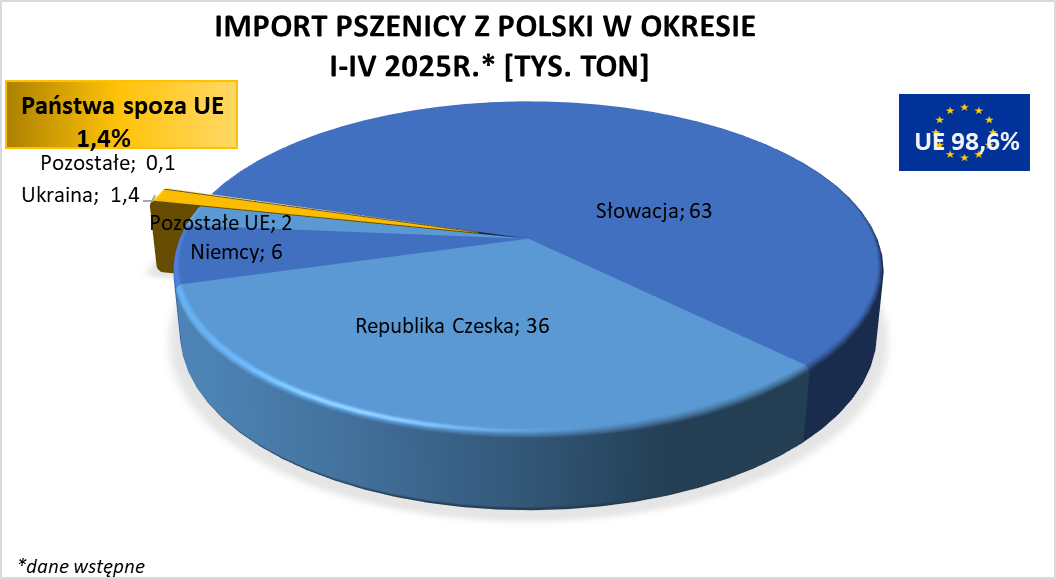 IMPORT PSZENICY Z POLSKI W OKRESIE
I-IV 2025R.* [TYS. TON]
Państwa spoza UE
1,4%
UE 98,6%
Pozostałe; 0,1
Ukraina; 1,4
Pozostałe UE; 2
Niemcy; 6
Słowacja; 63
Republika Czeska; 36
*dane wstępne